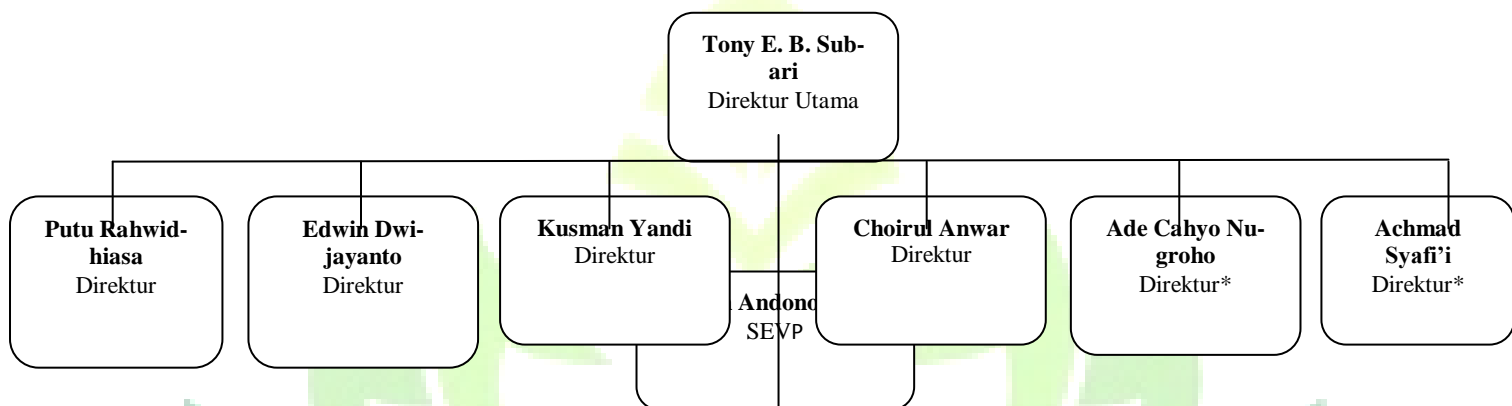 Tony E. B. Sub-
ari
Direktur Utama
Putu Rahwid-
hiasa
Direktur
Edwin Dwi-
jayanto
Direktur
Kusman Yandi
Direktur
Choirul Anwar
Direktur
Ade Cahyo Nu-
groho
Direktur*
Achmad
Syafi’i
Direktur*
SEVP